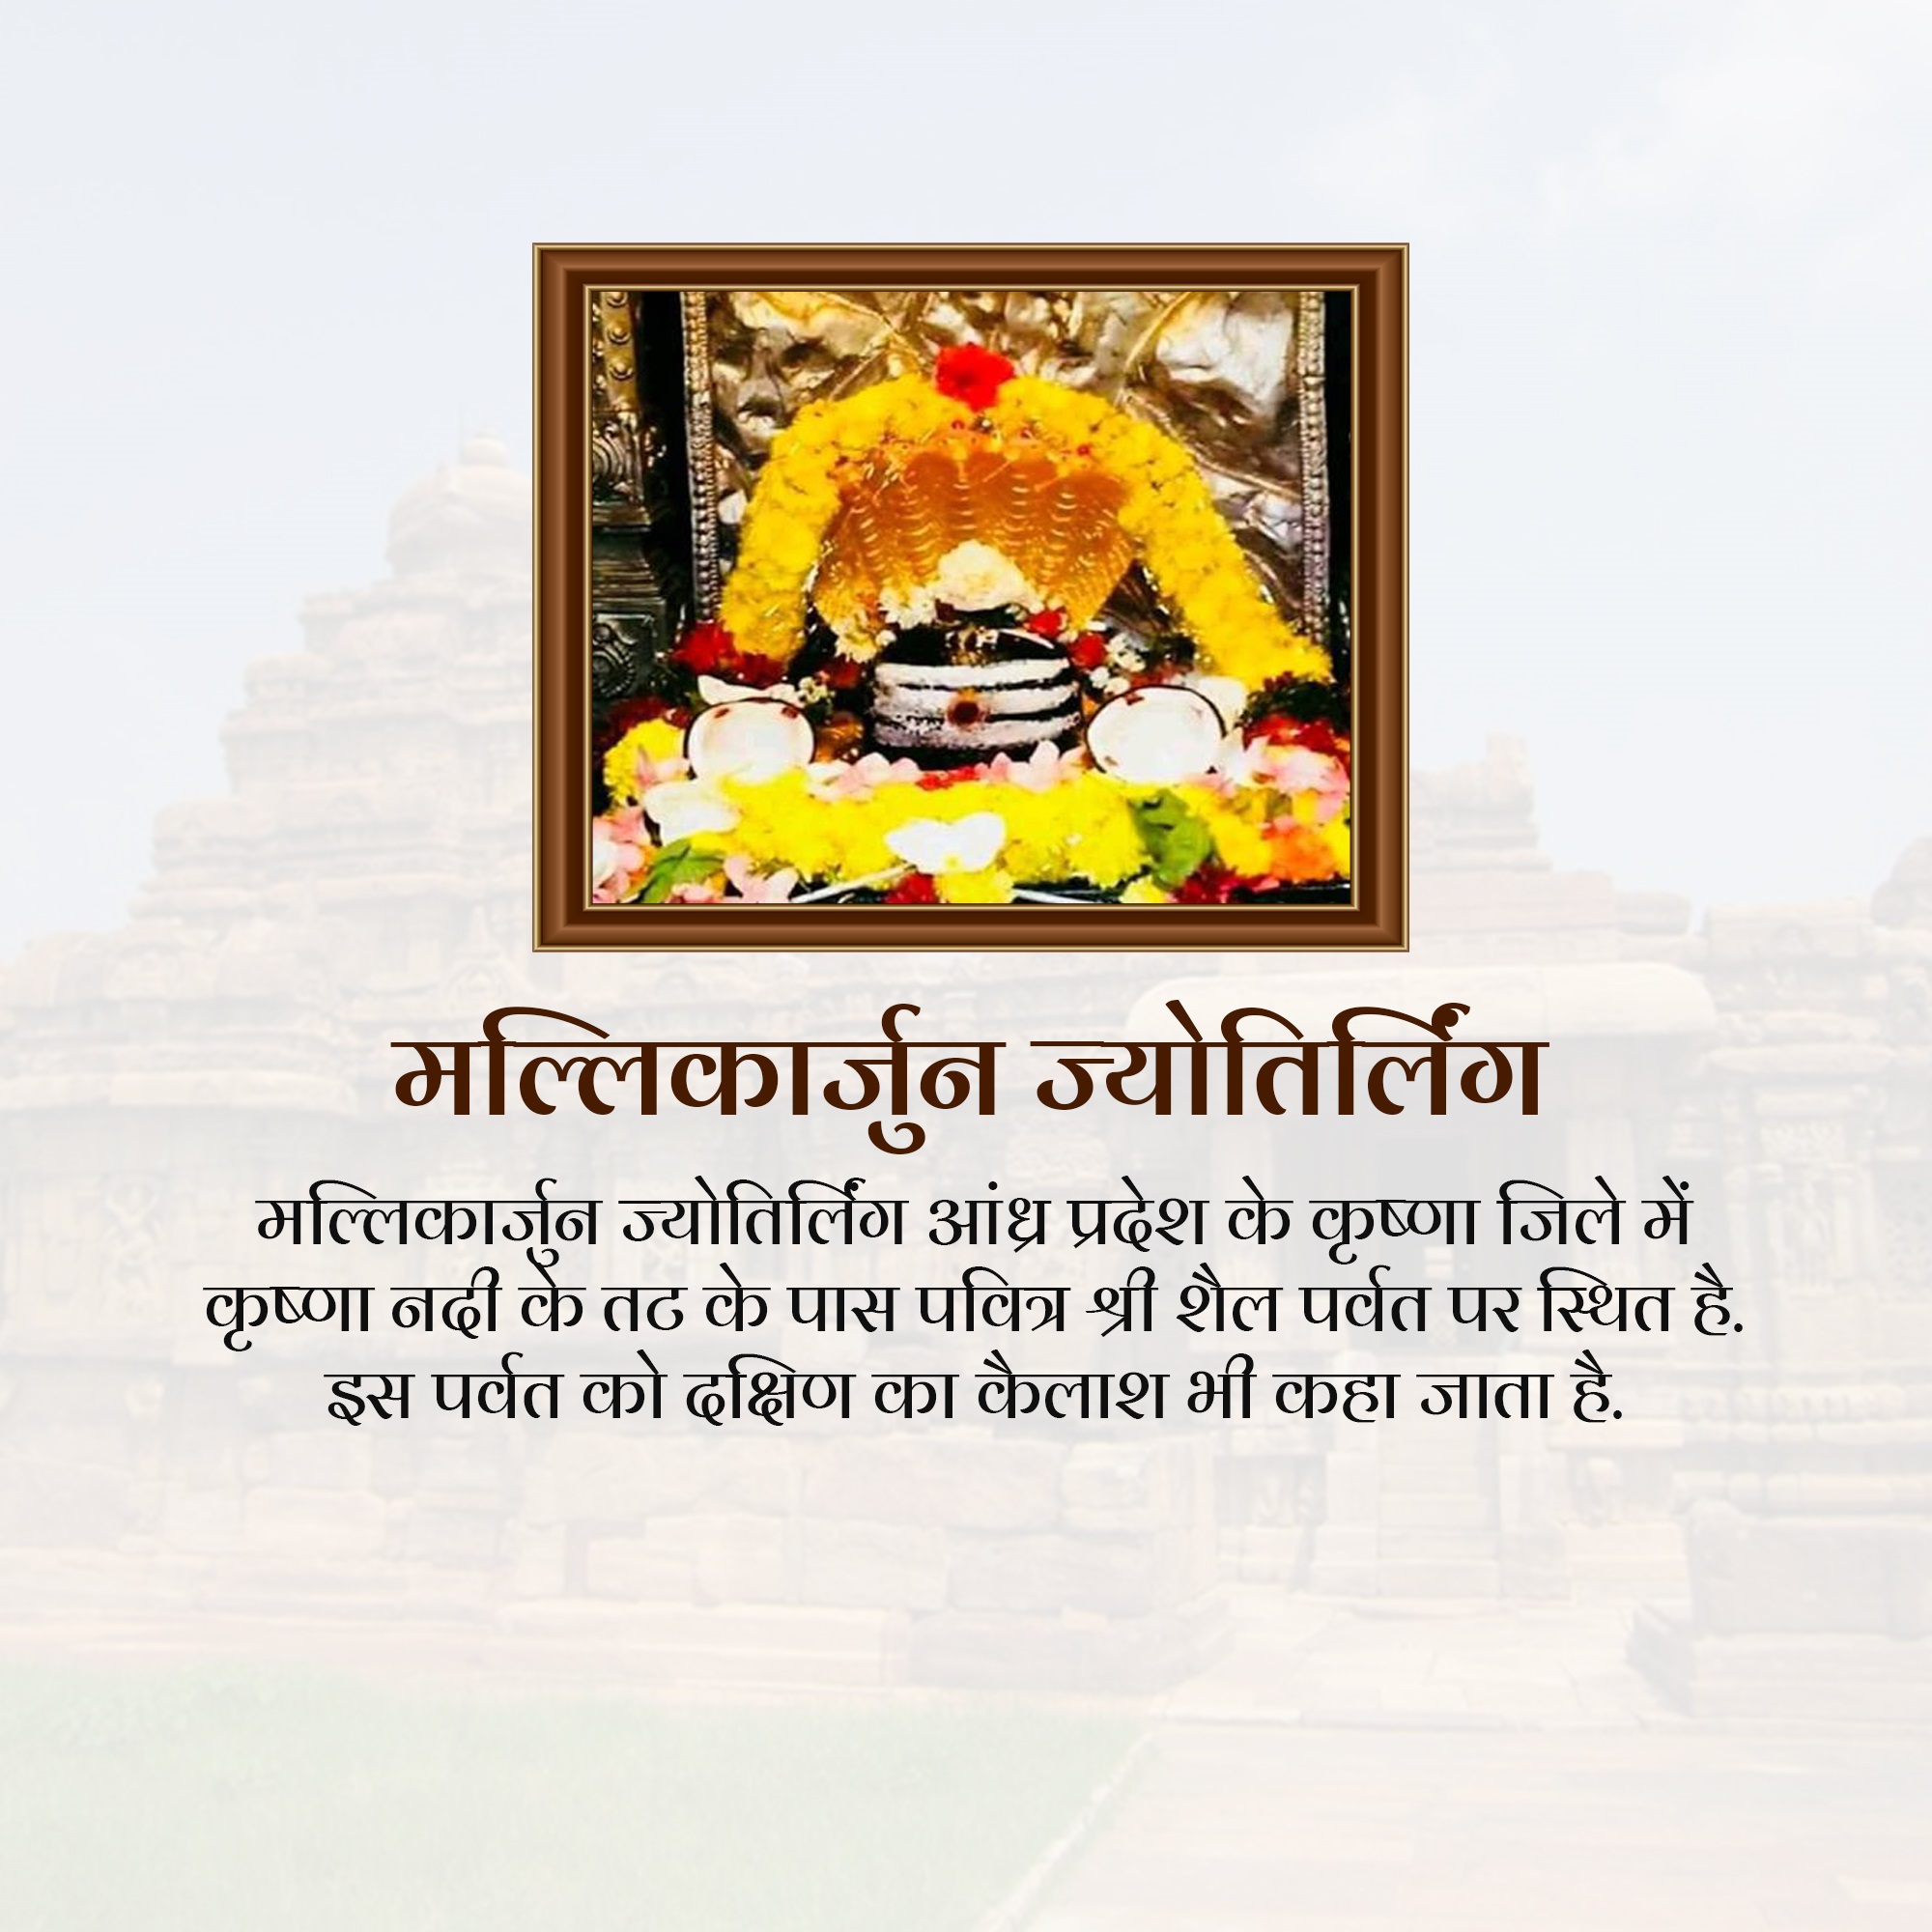 मल्लिकार्जुन ज्योतिर्लिंग
मल्लिकार्जुन ज्योतिर्लिंग आंध्र प्रदेश के कृष्णा जिले में
कृष्णा नदी के तट के पास पवित्र श्री शैल पर्वत पर स्थित है.
इस पर्वत को दक्षिण का कैलाश भी कहा जाता है.